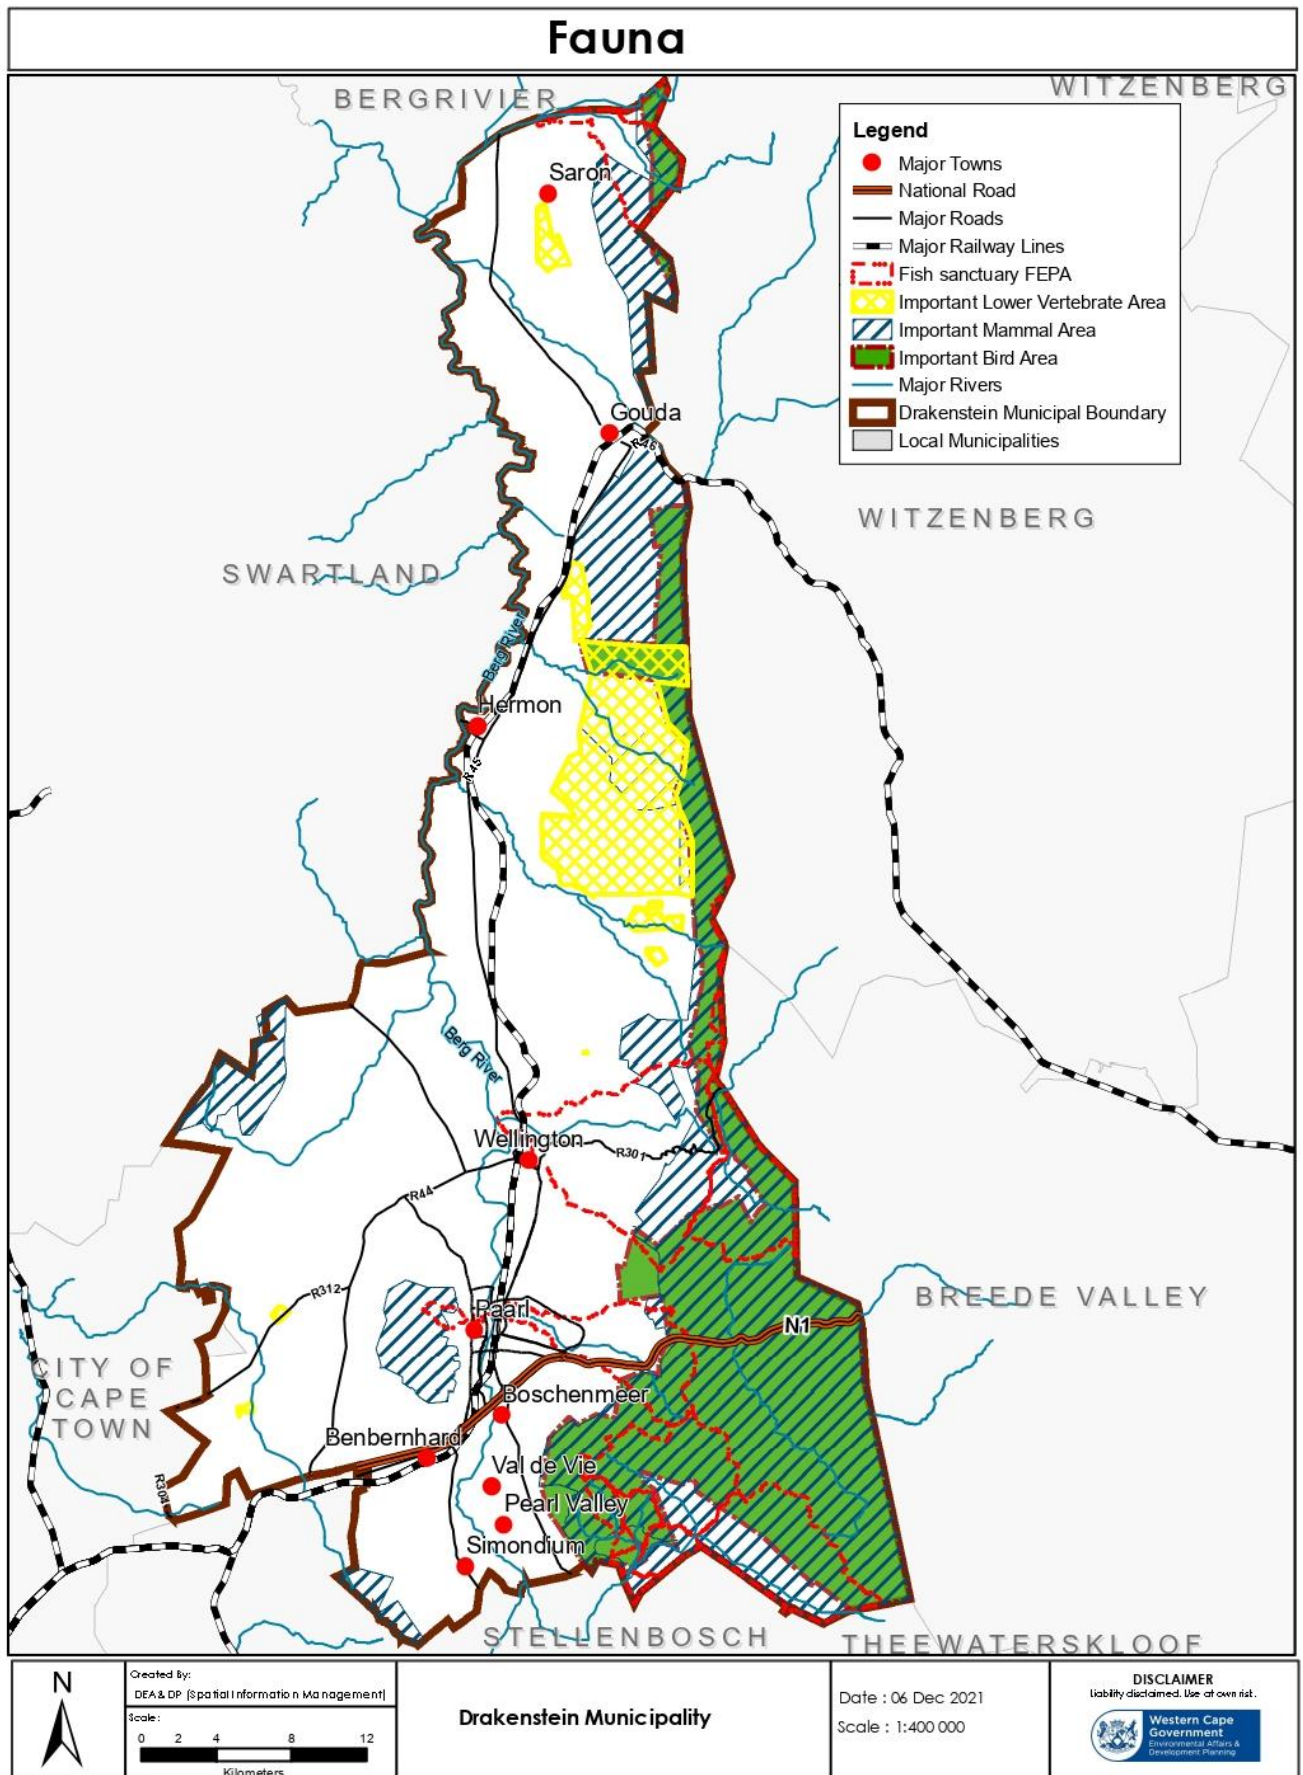 Fauna
BERGRIVIER
WITZENBERG
Legend
Major Towns
National Road
Major Roads
Major Railway Lines
Fish sanctuary FEPA
Important Lower Vertebrate Area
Important Mammal Area
Important Bird Area
Major Rivers
Drakenstein Municipal Boundary
Local Municipalities
Saron
Gouda
R46
WITZENBERG
SWARTLAND
Berg River
Hermon
R45
Berg River
Wellington
R301
R44
R312
BREEDE VALLEY
Paarl
N1
CITY OF
CAPE
TOWN
Boschenmeer
Benbernhard
Val de Vie
R304
Pearl Valley
Simondium
STELLENBOSCH
THEEWATERSKLOOF
N
Created By:
DEA& DP (Spatial Information Management)
Scale:
0 2 4 8 12
Kilometers
Drakenstein Municipality
Date : 06 Dec 2021
Scale : 1:400 000
DISCLAIMER
Liability disclaimed. Use at own risk.
Western Cape
Government
Environmental Affairs &
Development Planning